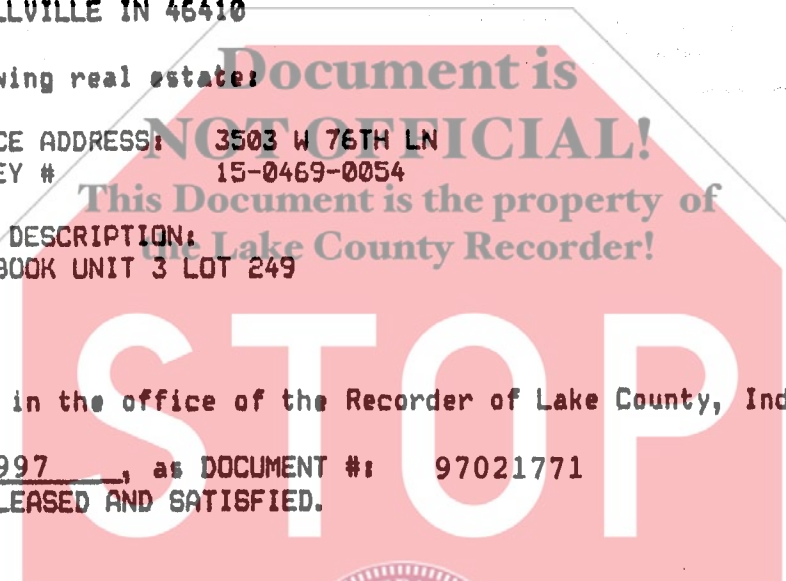 LLVILLE IN 46410
wing real estate:
Document is
CE ADDRESS: 3503 W 76TH LN
NOT OFFICIAL!
EY # 15-0469-0054
This Document is the property of
DESCRIPTION:
the Lake County Recorder!
BOOK UNIT 3 LOT 249
STOP
in the office of the Recorder of Lake County, Ind
997, as DOCUMENT #: 97021771
LEASED AND SATISFIED.